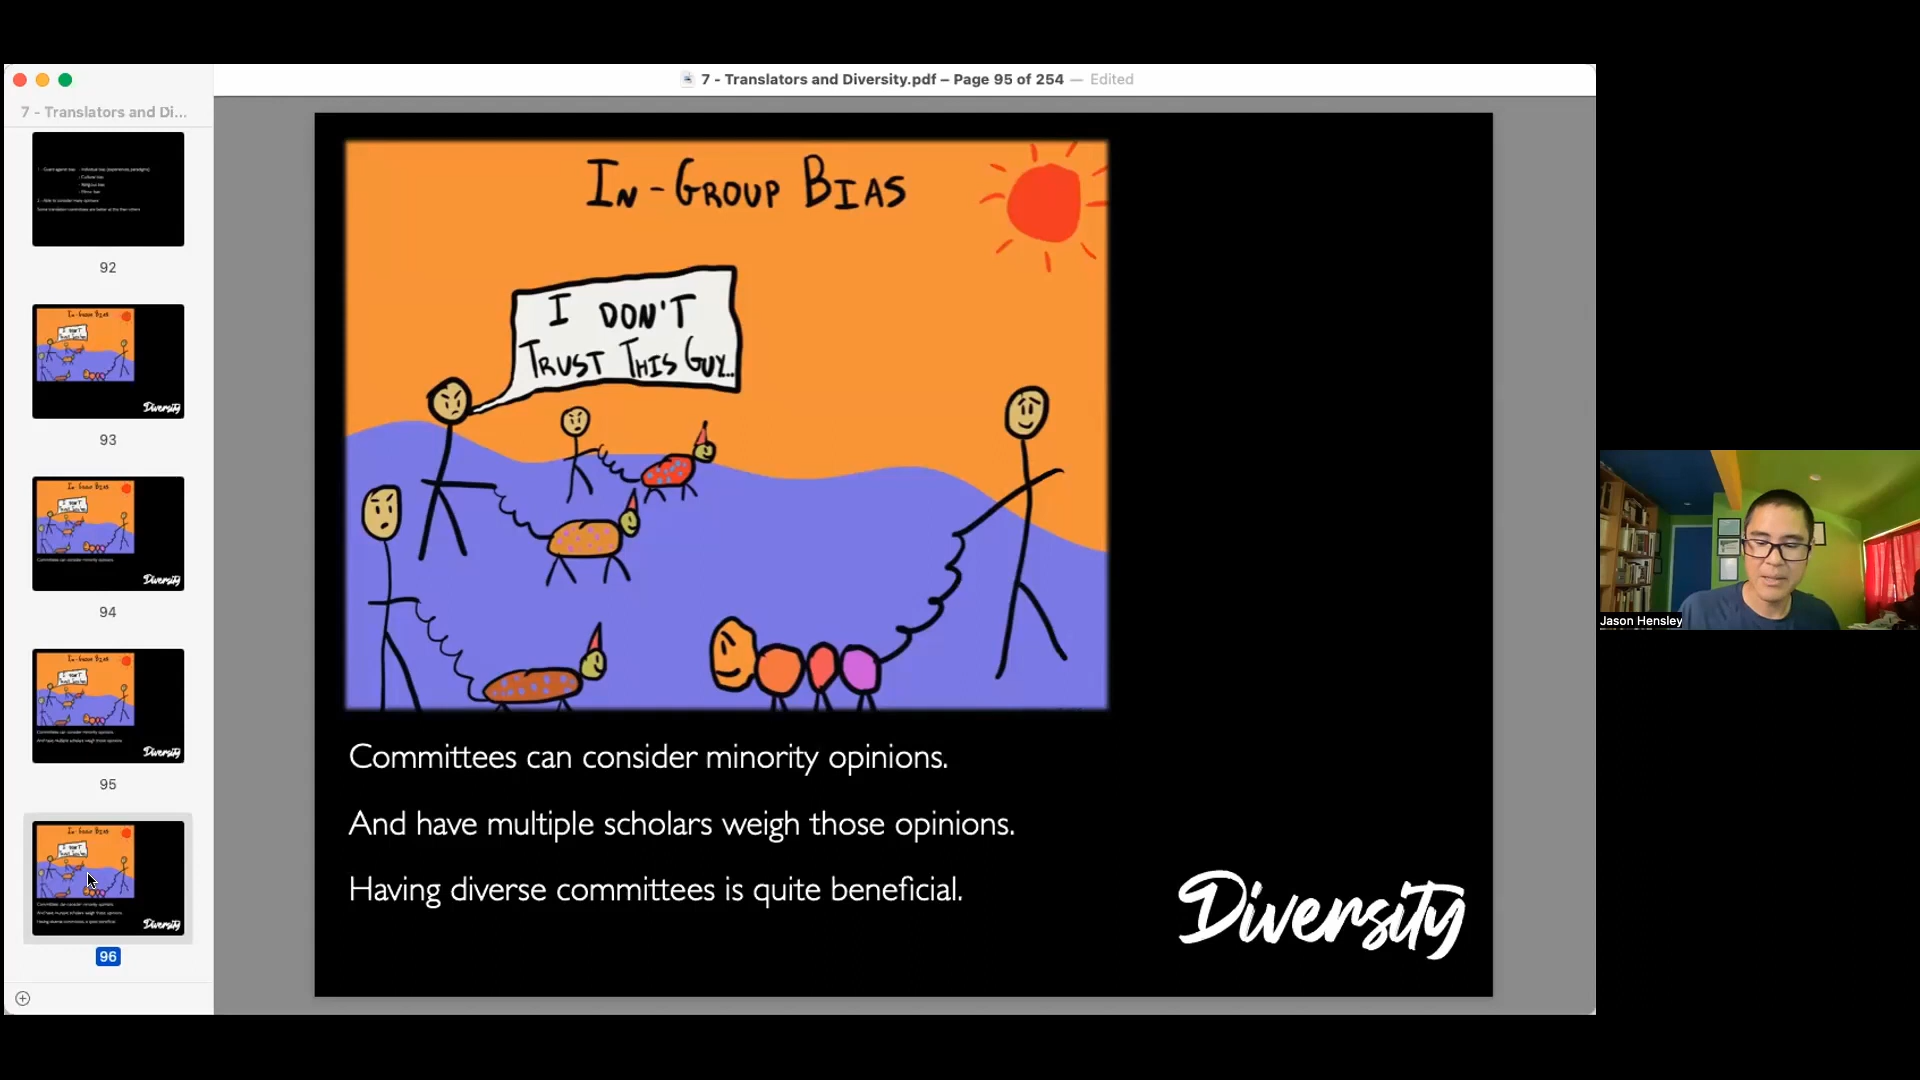 7 - Translators and Diversity.pdf – Page 95 of 254 — Edited
7 - Translators and Di...
92
93
94
95
96
IN-GROUP BIAS
I DON'T
TRUST THIS GUY..
Committees can consider minority opinions.
And have multiple scholars weigh those opinions.
Having diverse committees is quite beneficial.
Diversity
Jason Hensley